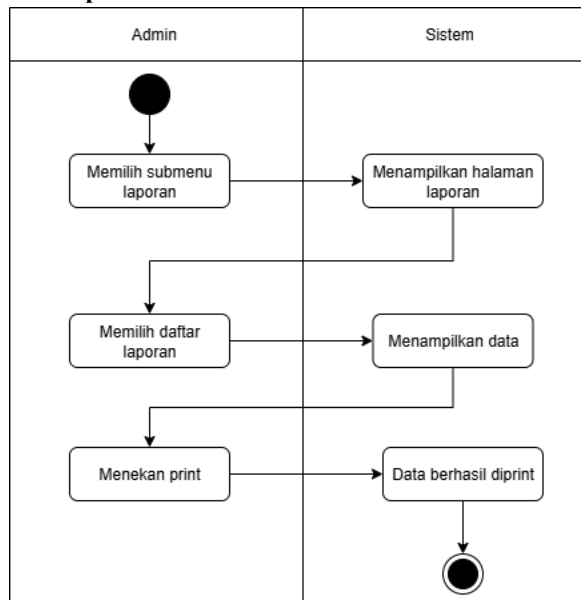 Admin
Sistem
Memilih submenu
laporan
Menampilkan halaman
laporan
Memilih daftar
laporan
Menampilkan data
Menekan print
Data berhasil diprint